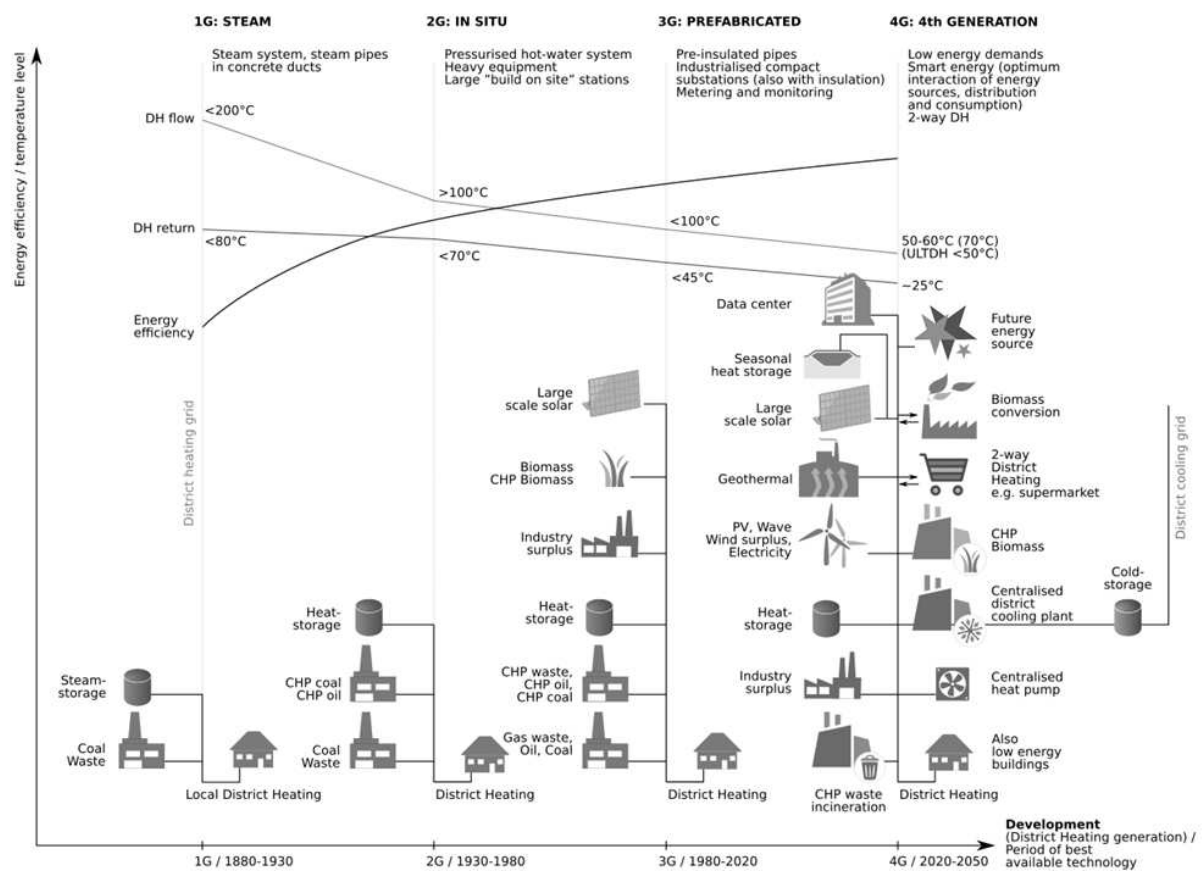 1G: STEAM
Steam system, steam pipes
in concrete ducts
2G: IN SITU
Pressurised hot-water system
Heavy equipment
Large “build on site” stations
3G: PREFABRICATED
Pre-insulated pipes
Industrialised compact
substations (also with insulation)
Metering and monitoring
4G: 4th GENERATION
Low energy demands
Smart energy (optimum
interaction of energy
sources, distribution
and consumption)
2-way DH
Energy efficiency / temperature level
DH flow
<200°C
>100°C
<100°C
50-60°C (70°C)
(ULTDH <50°C)
DH return
<80°C
<70°C
<45°C
~25°C
Energy
efficiency
District heating grid
Steam-
storage
Coal
Waste
Local District Heating
Heat-
storage
CHP coal
CHP oil
Coal
Waste
District Heating
Large
scale solar
Biomass
CHP Biomass
Industry
surplus
Heat-
storage
CHP waste,
CHP oil,
CHP coal
Gas waste,
Oil, Coal
District Heating
Data center
Seasonal
heat storage
Large
scale solar
Geothermal
PV, Wave
Wind surplus,
Electricity
Heat-
storage
Industry
surplus
CHP waste
incineration
Future
energy
source
Biomass
conversion
2-way
District
Heating
e.g. supermarket
CHP
Biomass
Centralised
district
cooling plant
Centralised
heat pump
Also
low energy
buildings
District Heating
Cold-
storage
District cooling grid
1G / 1880-1930
2G / 1930-1980
3G / 1980-2020
4G / 2020-2050
Development
(District Heating generation) /
Period of best
available technology